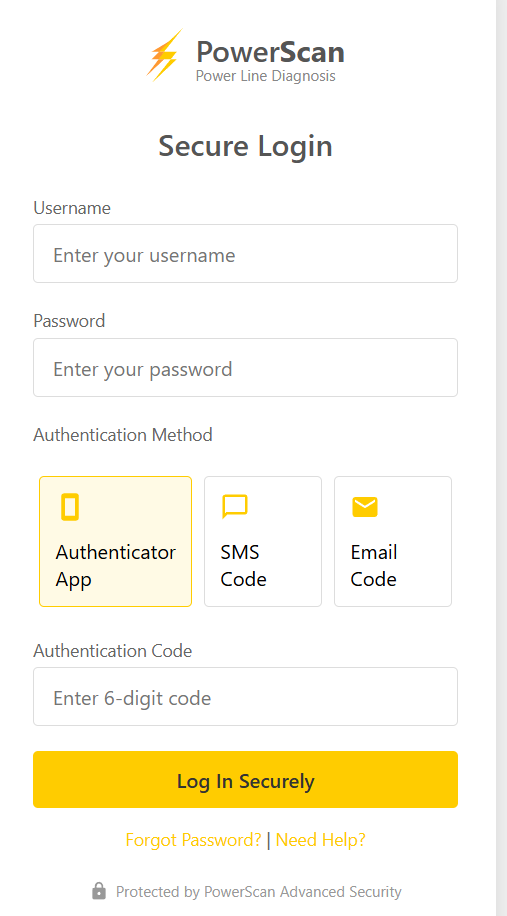 PowerScan
Power Line Diagnosis
Secure Login
Username
Enter your username
Password
Enter your password
Authentication Method
Authenticator
App
SMS
Code
Email
Code
Authentication Code
Enter 6-digit code
Log In Securely
Forgot Password? | Need Help?
Protected by PowerScan Advanced Security